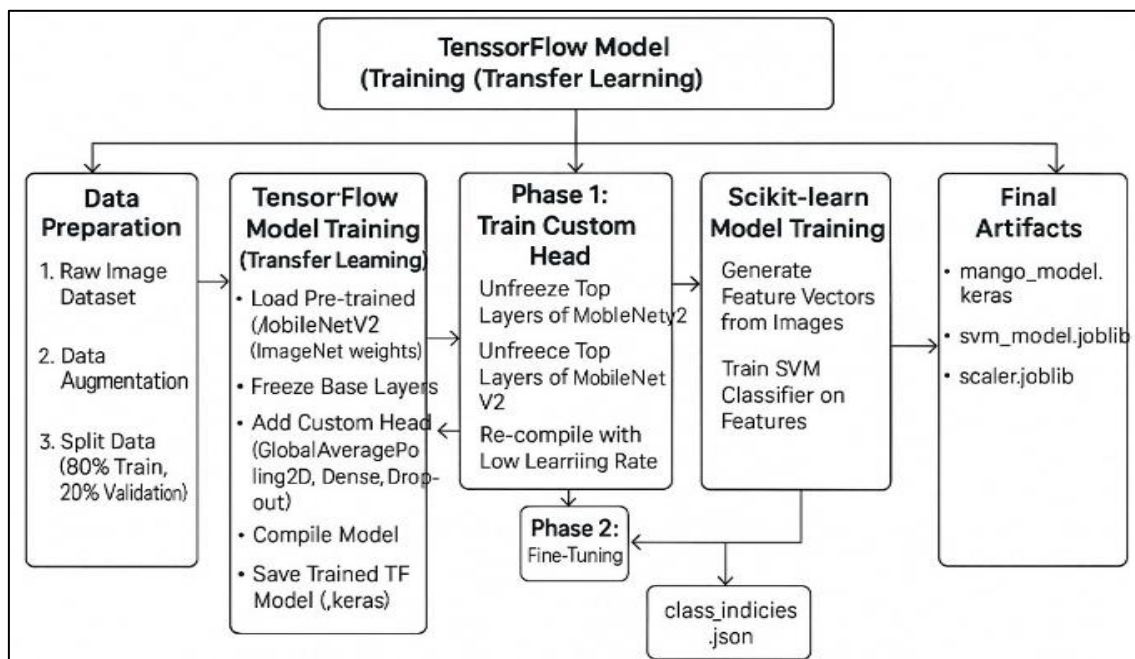 TenssorFlow Model
(Training (Transfer Learning)
Data
Preparation
1. Raw Image
Dataset
2. Data
Augmentation
3. Split Data
(80% Train,
20% Validation)
Tensor·Flow
Model Training
(Transfer Leaming)
• Load Pre-trained
(/lobileNetV2
(ImageNet weights)
• Freeze Base Layers
• Add Custom Head
(GlobalAveragePo
ling2D, Dense, Drop-
out)
• Compile Model
• Save Trained TF
Model (,keras)
Phase 1:
Train Custom
Head
Unfreeze Top
Layers of MobleNety2
Unfreece Top
Layers of MobileNet
V2
Re-compile with
Low Learriing Rate
Phase 2:
Fine-Tuning
Scikit-learn
Model Training
Generate
Feature Vectors
from Images
Train SVM
Classifier on
Features
class_indicies
.json
Final
Artifacts
• mango_model.
keras
• svm_model.joblib
• scaler.joblib